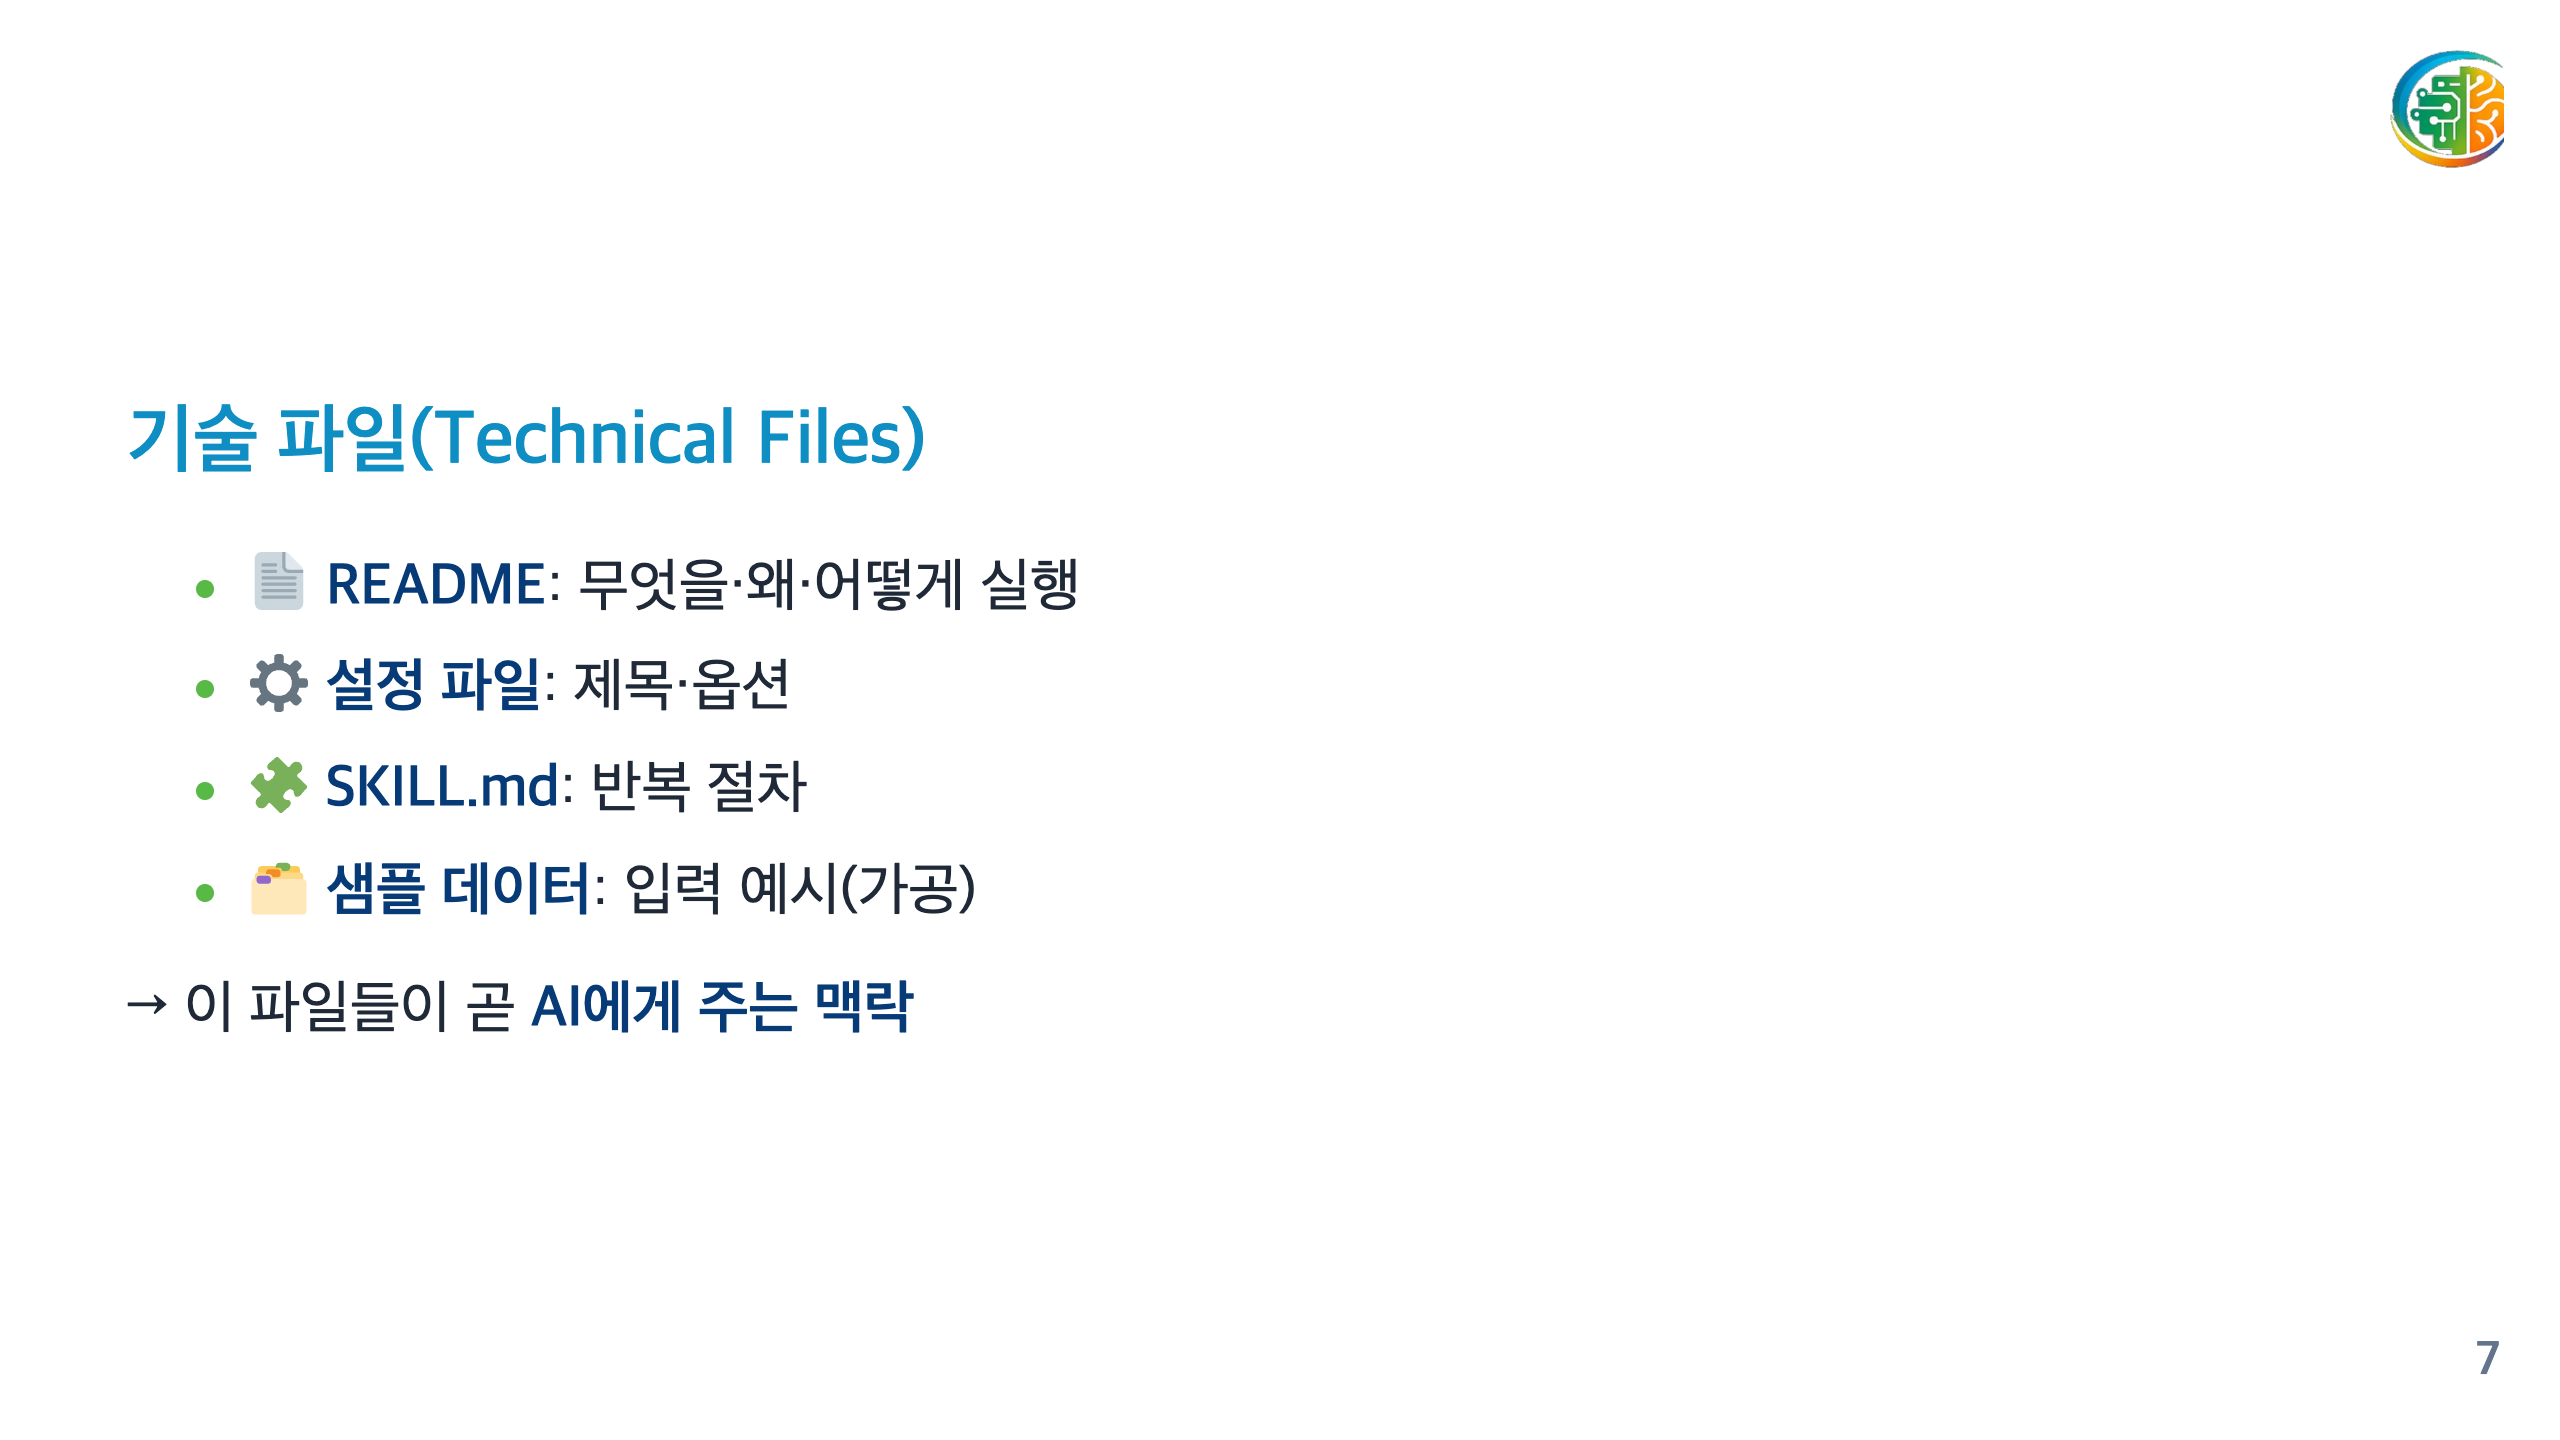 기술 파일(Technical Files)
• README: 무엇을·왜·어떻게 실행
• 설정 파일: 제목·옵션
• SKILL.md: 반복 절차
• 샘플 데이터: 입력 예시(가공)
→ 이 파일들이 곧 AI에게 주는 맥락
7